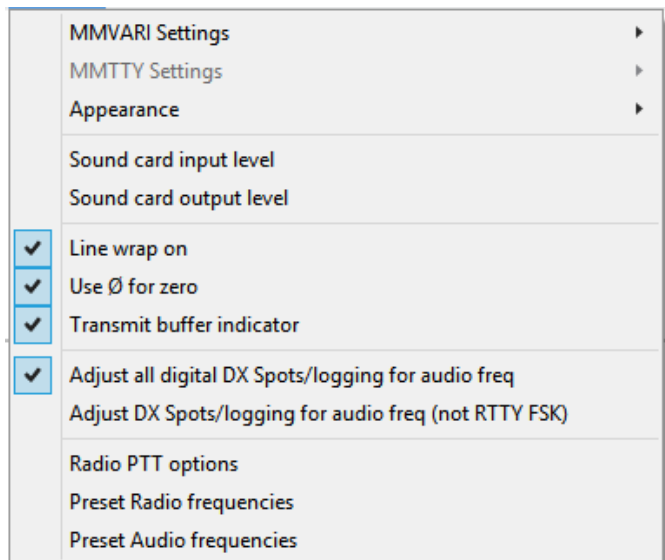 MMVARI Settings
MMTTY Settings
Appearance
Sound card input level
Sound card output level
Line wrap on
Use Ø for zero
Transmit buffer indicator
Adjust all digital DX Spots/logging for audio freq
Adjust DX Spots/logging for audio freq (not RTTY FSK)
Radio PTT options
Preset Radio frequencies
Preset Audio frequencies